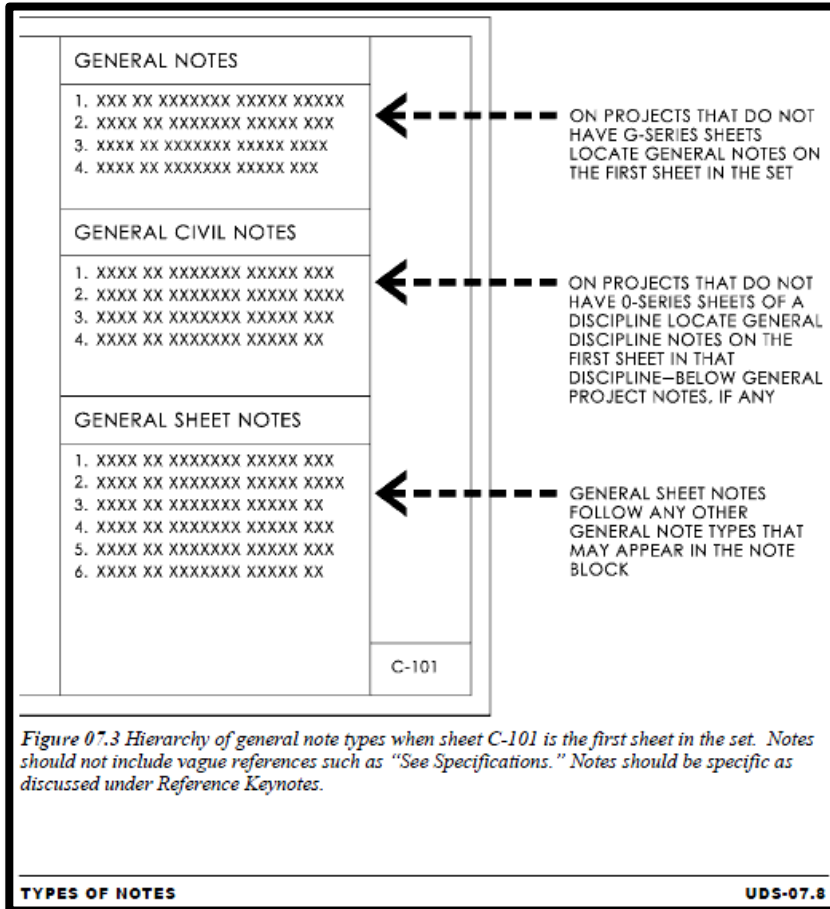 GENERAL NOTES
1. XXX XX XXXXXXX XXXXX XXXXX
2. XXXX XX XXXXXXX XXXXX XXX
3. XXXX XX XXXXXXX XXXXX XXXX
4. XXXX XX XXXXXXX XXXXX XXX
ON PROJECTS THAT DO NOT
HAVE G-SERIES SHEETS
LOCATE GENERAL NOTES ON
THE FIRST SHEET IN THE SET
GENERAL CIVIL NOTES
1. XXXX XX XXXXXXX XXXXX XXX
2. XXXX XX XXXXXXX XXXXX XXXX
3. XXXX XX XXXXXXX XXXXX XXX
4. XXXX XX XXXXXXX XXXXX XX
ON PROJECTS THAT DO NOT
HAVE 0-SERIES SHEETS OF A
DISCIPLINE LOCATE GENERAL
DISCIPLINE NOTES ON THE
FIRST SHEET IN THAT
DISCIPLINE—BELOW GENERAL
PROJECT NOTES, IF ANY
GENERAL SHEET NOTES
1. XXXX XX XXXXXXX XXXXX XXX
2. XXXX XX XXXXXXX XXXXX XXXX
3. XXXX XX XXXXXXX XXXXX XX
4. XXXX XX XXXXXXX XXXXX XXX
5. XXXX XX XXXXXXX XXXXX XXX
6. XXXX XX XXXXXXX XXXXX XX
GENERAL SHEET NOTES
FOLLOW ANY OTHER
GENERAL NOTE TYPES THAT
MAY APPEAR IN THE NOTE
BLOCK
C-101
Figure 07.3 Hierarchy of general note types when sheet C-101 is the first sheet in the set. Notes
should not include vague references such as “See Specifications.” Notes should be specific as
discussed under Reference Keynotes.
TYPES OF NOTES
UDS-07.8